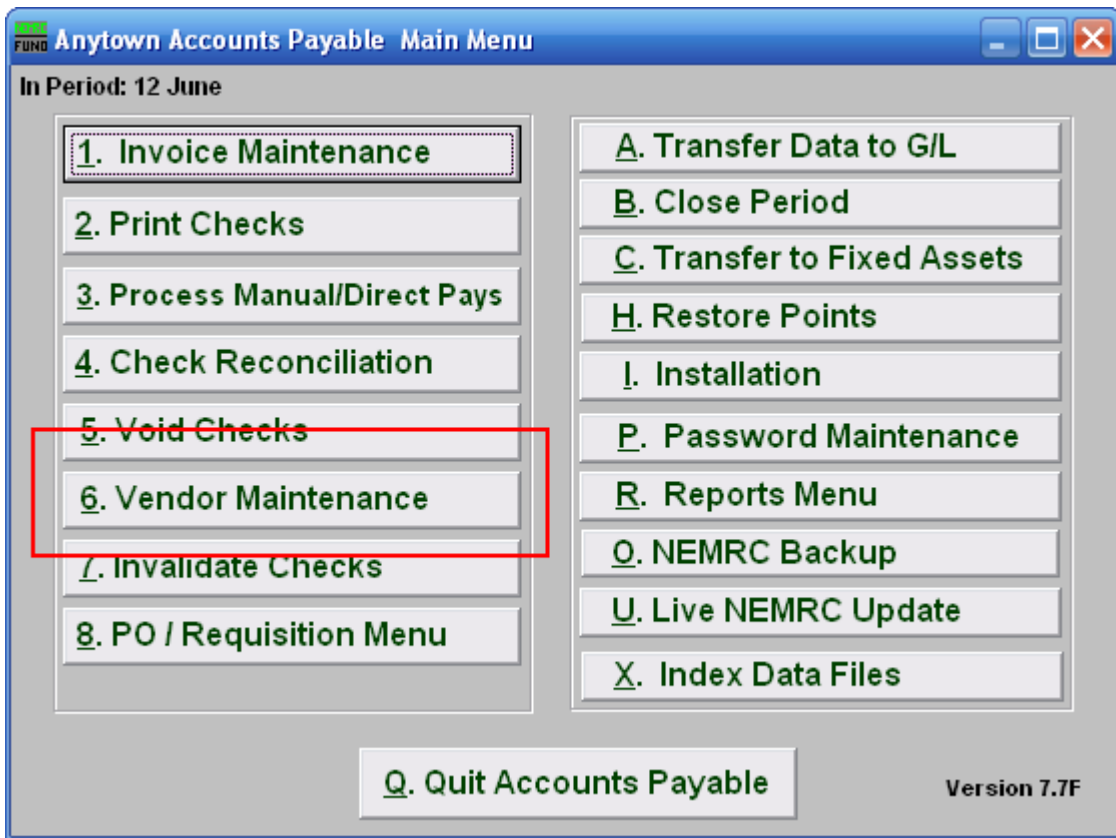 NEMRC
FUND Anytown Accounts Payable Main Menu
In Period: 12 June
1. Invoice Maintenance
2. Print Checks
3. Process Manual/Direct Pays
4. Check Reconciliation
5. Void Checks
6. Vendor Maintenance
7. Invalidate Checks
8. PO / Requisition Menu
A. Transfer Data to G/L
B. Close Period
C. Transfer to Fixed Assets
H. Restore Points
I. Installation
P. Password Maintenance
R. Reports Menu
O. NEMRC Backup
U. Live NEMRC Update
X. Index Data Files
Q. Quit Accounts Payable
Version 7.7F